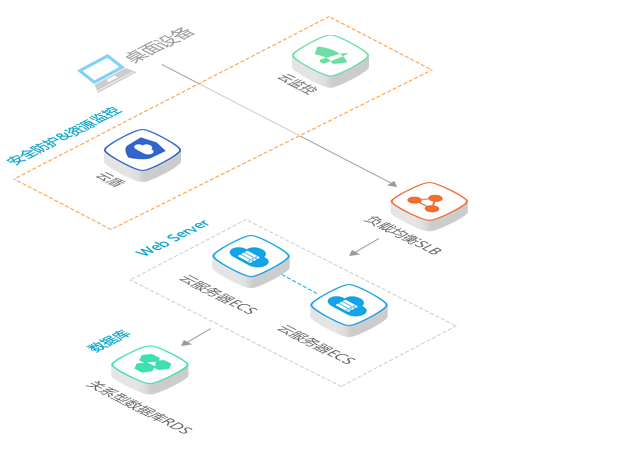 桌面设备
云监控
安全防护&资源监控
云盾
负载均衡SLB
Web Server
云服务器ECS
云服务器ECS
数据库
关系型数据库RDS